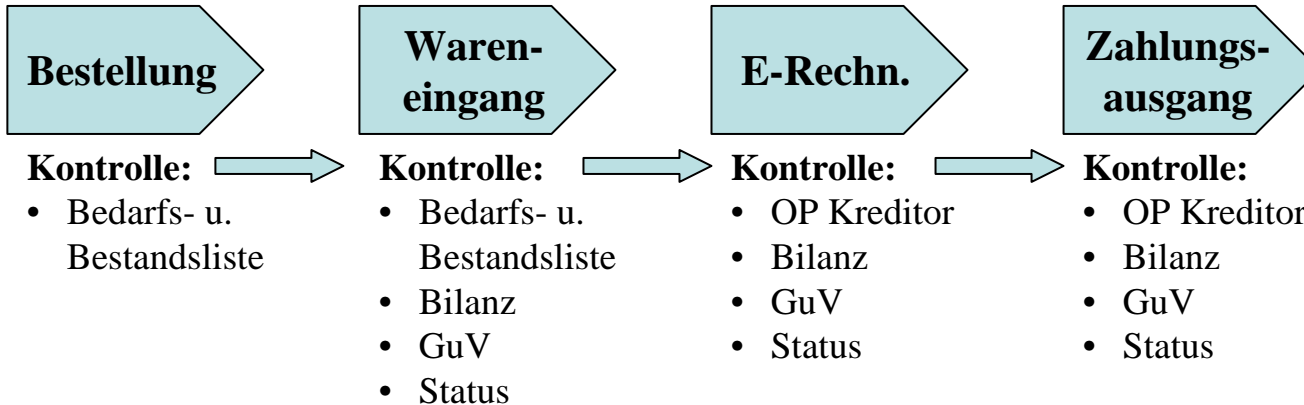 Bestellung
Waren-
eingang
E-Rechn.
Zahlungs-
ausgang
Kontrolle:
• Bedarfs- u.
Bestandsliste
Kontrolle:
• Bedarfs- u.
Bestandsliste
• Bilanz
• GuV
• Status
Kontrolle:
• OP Kreditor
• Bilanz
• GuV
• Status
Kontrolle:
• OP Kreditor
• Bilanz
• GuV
• Status